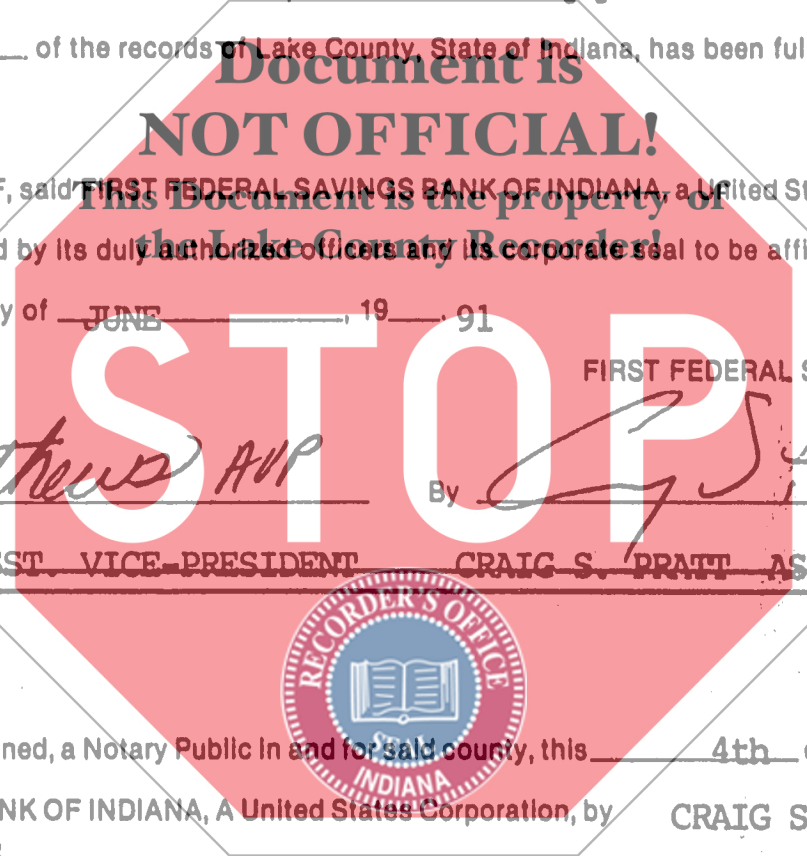 of the records of Lake County, State of Indiana, has been ful
Document is
NOT OFFICIAL!
, said FIRST FEDERAL SAVINGS BANK OF INDIANA, a United St
This Document is the property of
d by its duly authorized officers and its corporate seal to be affi
the Lake County Recorder!
y of JUNE, 19 91
STOP
FIRST FEDERAL S
thews AVP
By
SST. VICE-PRESIDENT CRAIG S. PRATT AS
RECORDER'S OFFICE
SEAL
INDIANA
ned, a Notary Public in and for said county, this 4th
NK OF INDIANA, A United States Corporation, by CRAIG S